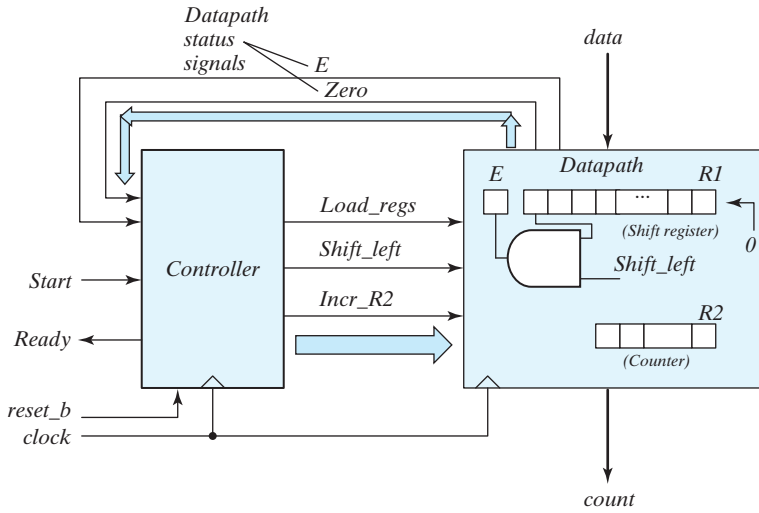 Datapath
status
signals
E
Zero
data
Datapath
E
R1
...
(Shift register)
0
Load_regs
Shift_left
Incr_R2
Controller
Shift_left
Start
Ready
R2
(Counter)
reset_b
clock
count